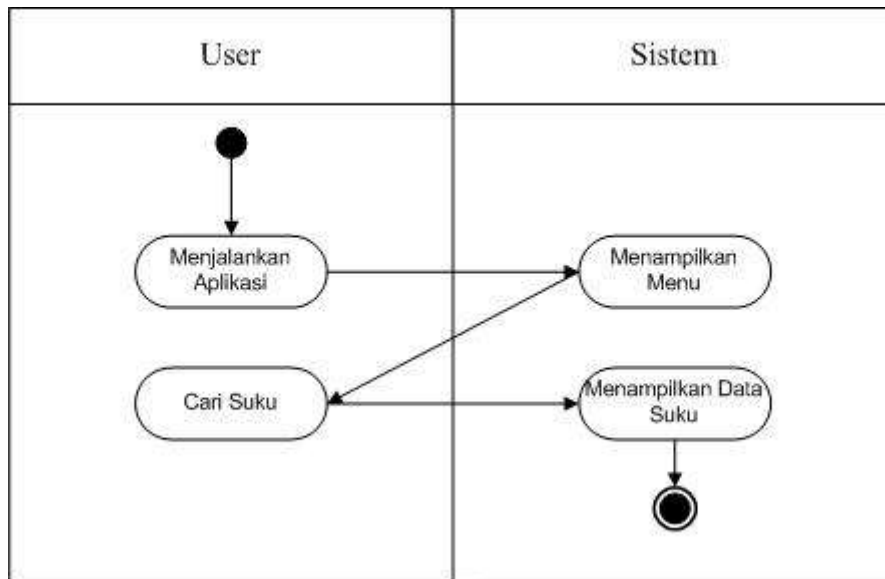 User
Sistem
Menjalankan
Aplikasi
Menampilkan
Menu
Cari Suku
Menampilkan Data
Suku